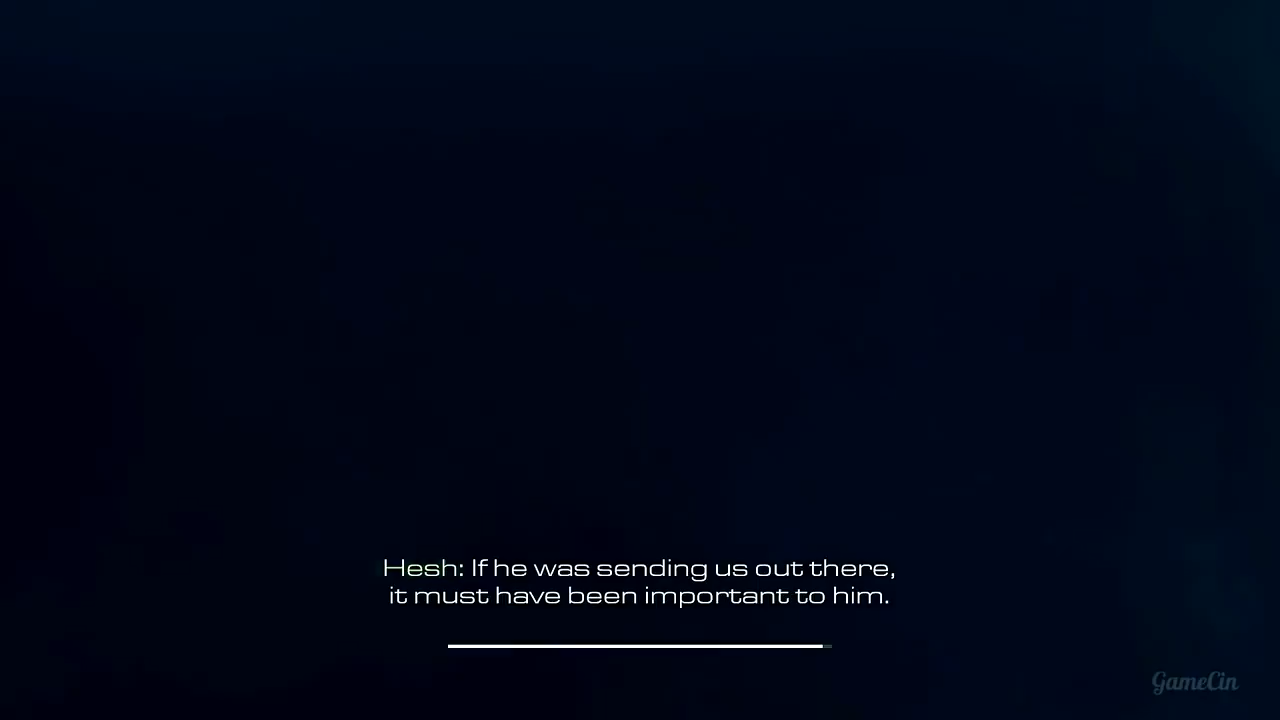 Hesh: If he was sending us out there,
it must have been important to him.
GameCin